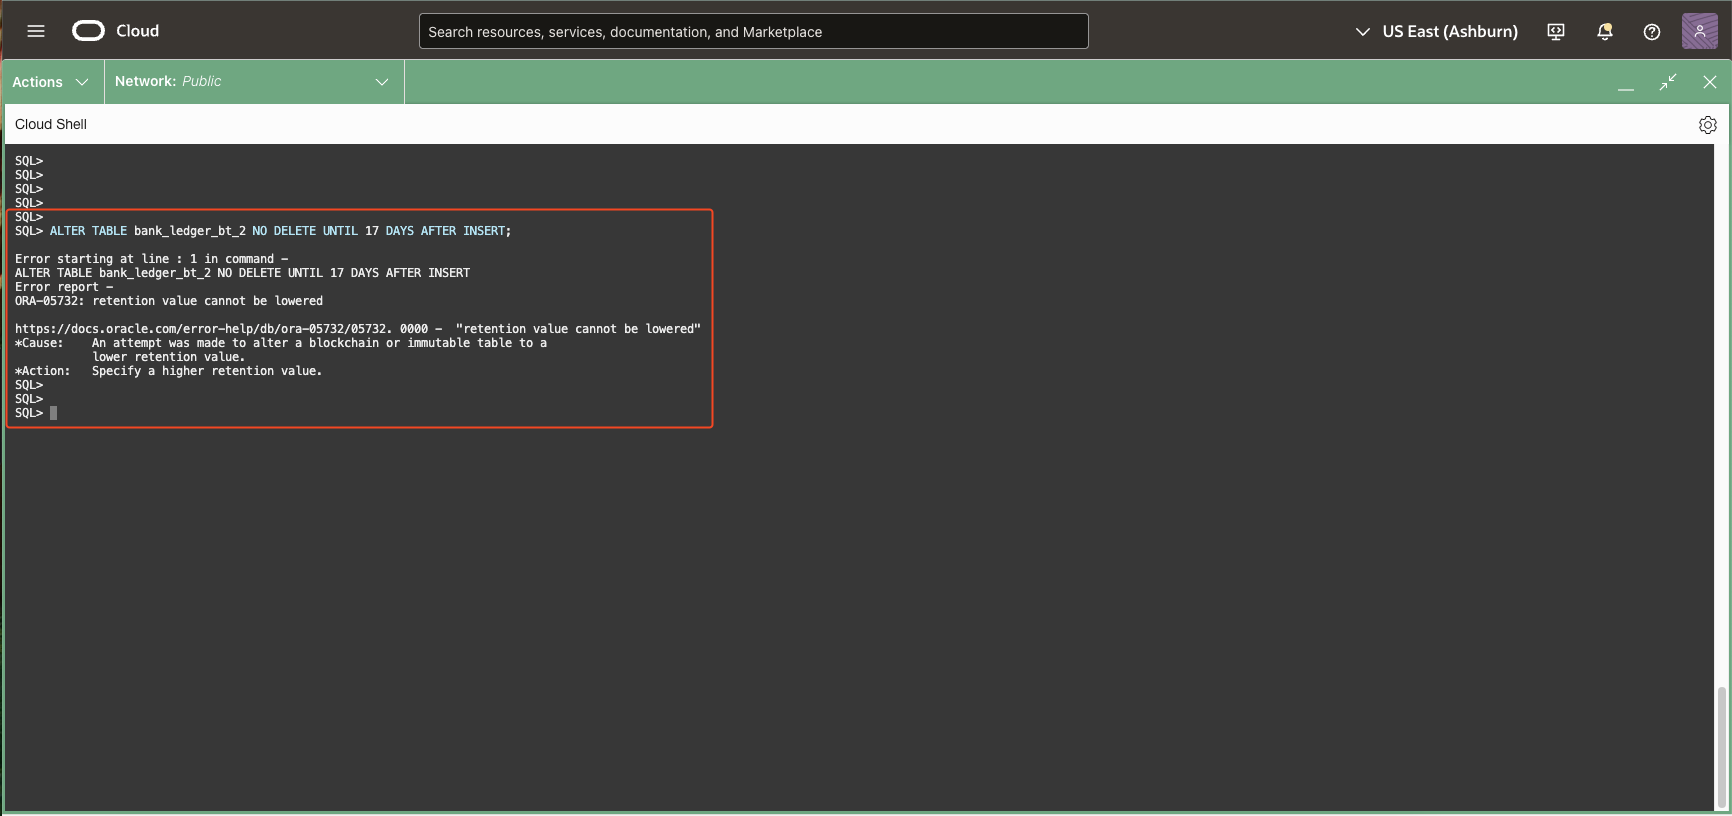 Cloud
Search resources, services, documentation, and Marketplace
US East (Ashburn)
Actions
Network: Public
Cloud Shell
SQL>
SQL>
SQL>
SQL>
SQL>
SQL> ALTER TABLE bank_ledger_bt_2 NO DELETE UNTIL 17 DAYS AFTER INSERT;
Error starting at line : 1 in command -
ALTER TABLE bank_ledger_bt_2 NO DELETE UNTIL 17 DAYS AFTER INSERT
Error report -
ORA-05732: retention value cannot be lowered
https://docs.oracle.com/error-help/db/ora-05732/05732. 0000 -  "retention value cannot be lowered"
*Cause:    An attempt was made to alter a blockchain or immutable table to a
           lower retention value.
*Action:   Specify a higher retention value.
SQL>
SQL>
SQL>